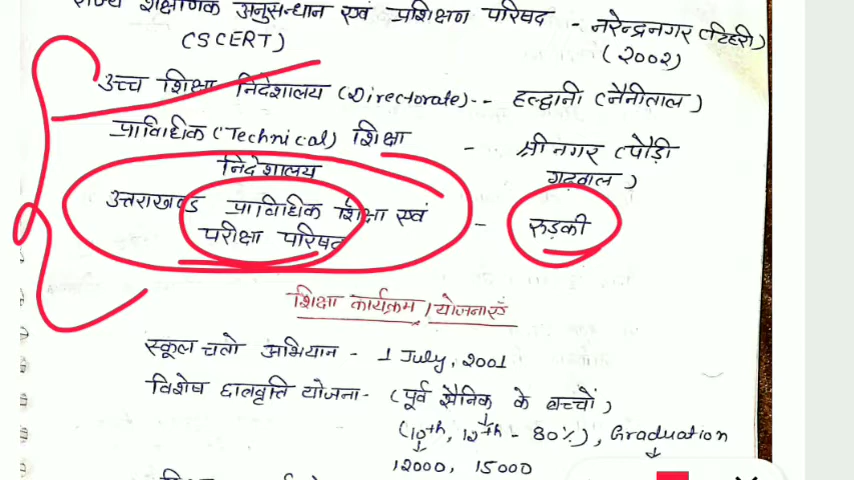 राज्य शैक्षणिक अनुसन्धान एवं प्रशिक्षण परिषद - नरेन्द्रनगर (टिहरी)
(SCERT) (2002)
उच्च शिक्षा निदेशालय (Directorate) -- हल्द्वानी (नैनीताल)
प्राविधिक (Technical) शिक्षा - श्रीनगर (पौड़ी
निदेशालय गढ़वाल)
उत्तराखण्ड प्राविधिक शिक्षा एवं - रुड़की
परीक्षा परिषद
शिक्षा कार्यक्रम / योजनाएँ
स्कूल चलो अभियान - 1 July, 2001
विशेष छात्रवृति योजना - (पूर्व सैनिक के बच्चों)
(10th, 12th - 80%), Graduation
12000, 15000